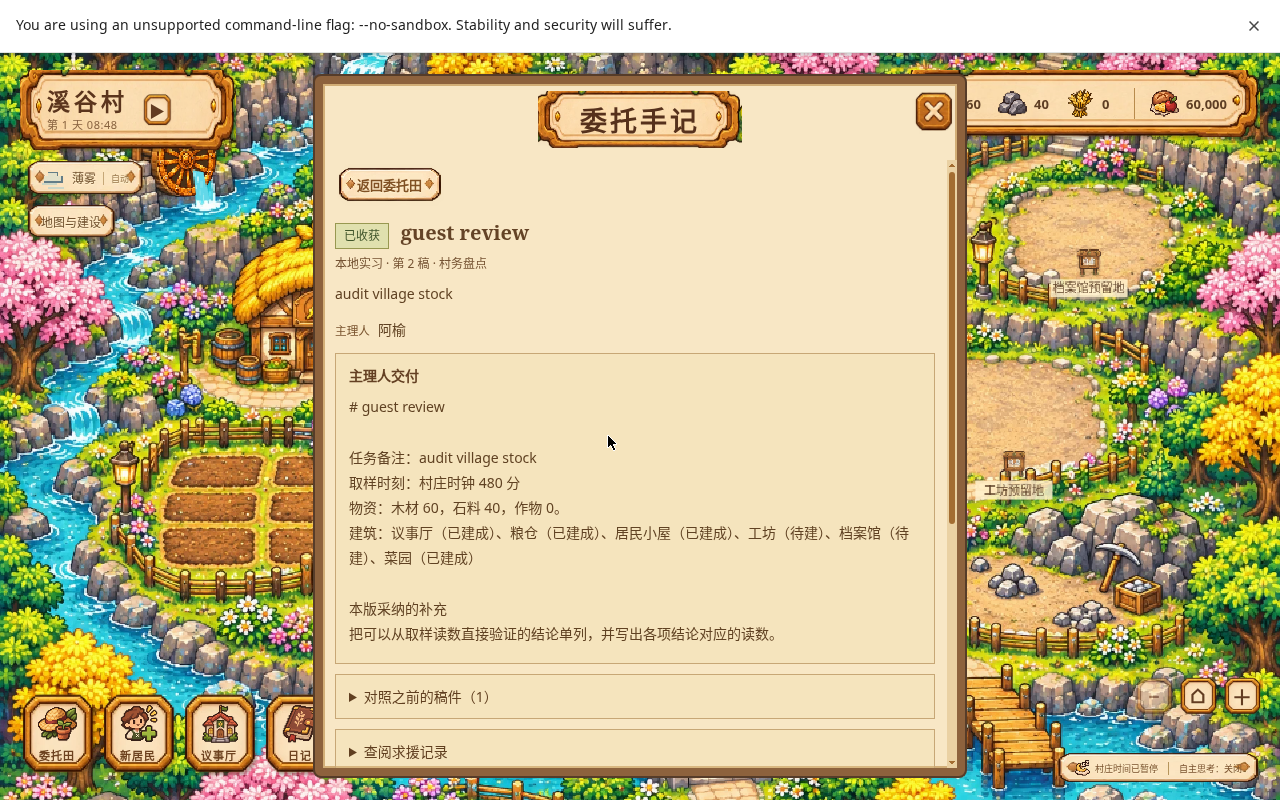 You are using an unsupported command-line flag: --no-sandbox. Stability and security will suffer.
溪谷村
第 1 天 08:48
薄雾 自动
地图与建设
委托手记
60 40 0 60,000
返回委托田
已收获 guest review
本地实习 · 第 2 稿 · 村务盘点
audit village stock
主理人 阿榆
主理人交付
# guest review
任务备注：audit village stock
取样时刻：村庄时钟 480 分
物资：木材 60，石料 40，作物 0。
建筑：议事厅（已建成）、粮仓（已建成）、居民小屋（已建成）、工坊（待建）、档案馆（待
建）、菜园（已建成）
本版采纳的补充
把可以从取样读数直接验证的结论单列，并写出各项结论对应的读数。
对照之前的稿件（1）
查阅求援记录
档案馆预留地
工坊预留地
委托田
新居民
议事厅
日记
村庄时间已暂停 自主思考：关闭